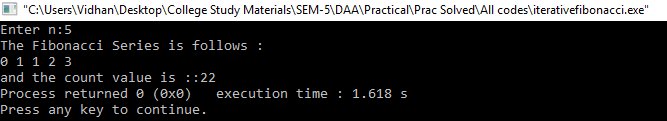 "C:\Users\Vidhan\Desktop\College Study Materials\SEM-5\DAA\Practical\Prac Solved\All codes\iterativefibonacci.exe"
Enter n:5
The Fibonacci Series is follows :
0 1 1 2 3
and the count value is ::22
Process returned 0 (0x0)   execution time : 1.618 s
Press any key to continue.